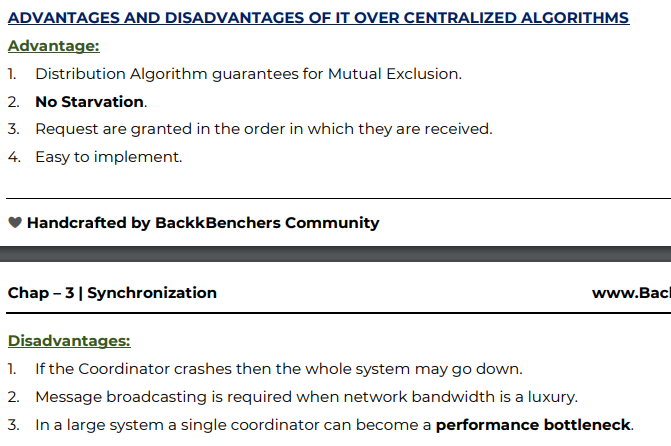 ADVANTAGES AND DISADVANTAGES OF IT OVER CENTRALIZED ALGORITHMS
Advantage:
1. Distribution Algorithm guarantees for Mutual Exclusion.
2. No Starvation.
3. Request are granted in the order in which they are received.
4. Easy to implement.
Handcrafted by BackkBenchers Community
Chap – 3 | Synchronization www.Back
Disadvantages:
1. If the Coordinator crashes then the whole system may go down.
2. Message broadcasting is required when network bandwidth is a luxury.
3. In a large system a single coordinator can become a performance bottleneck.